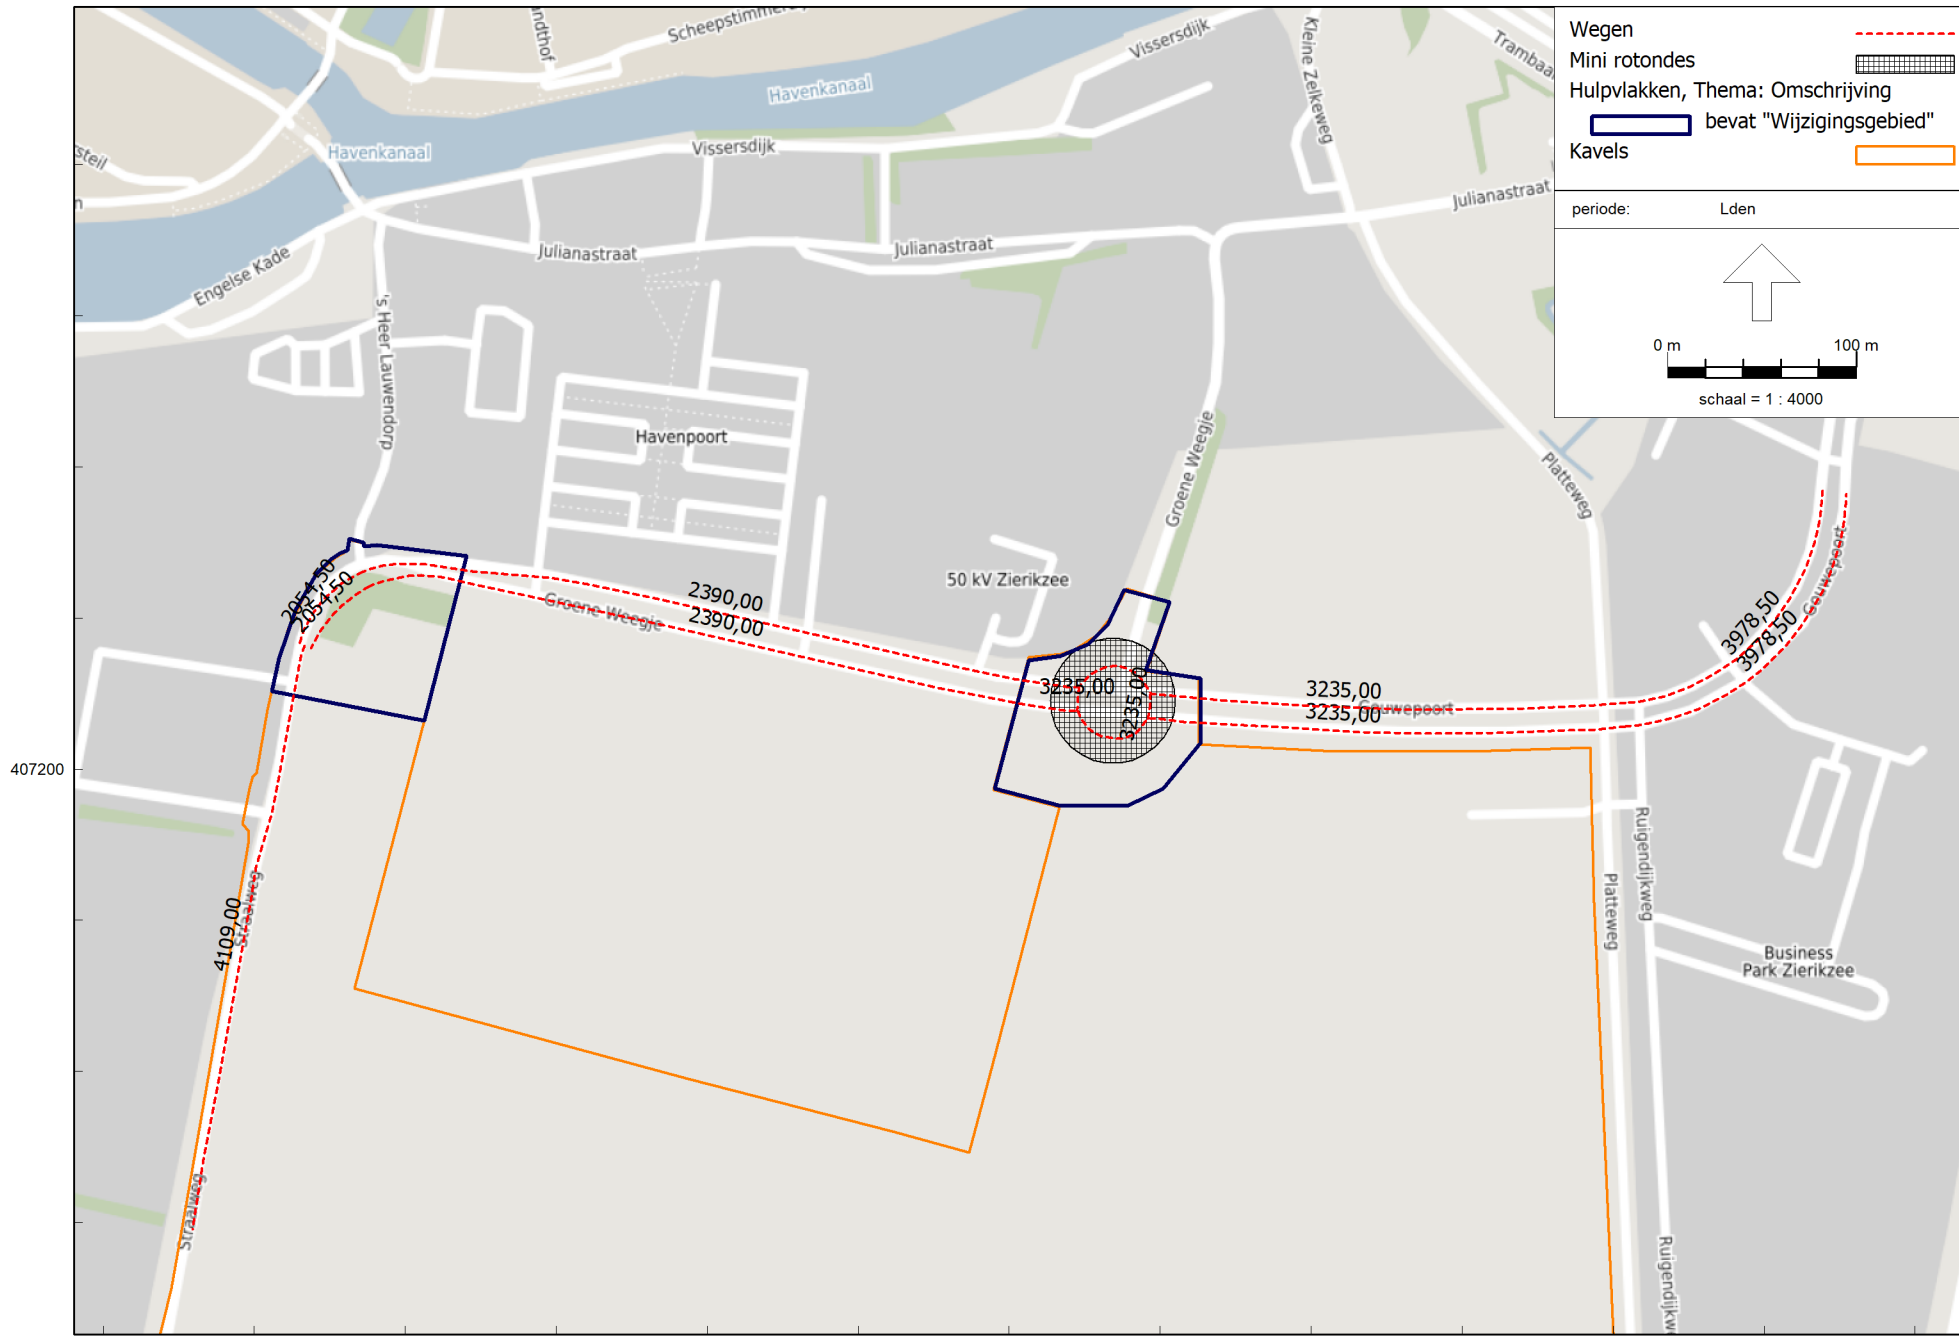 Scheepstimmer
Vissersdijk
Kleine Zelkeweg
Trambaa
Wegen
Mini rotondes
Hulpvlakken, Thema: Omschrijving
bevat "Wijzigingsgebied"
Kavels
periode: Lden
0 m 100 m
schaal = 1 : 4000
Havenkanaal
Havenkanaal
Vissersdijk
Julianastraat
Julianastraat
Julianastraat
Engelse Kade
's Heer Lauwendorp
Havenpoort
Groene Weegje
Platteweg
50 kV Zierikzee
Gouwepoort
2054,50
2054,50
2390,00
Groene Weegje
2390,00
3978,50
3978,50
3235,00
3235,00
3235,00
Gouwepoort
3235,00
407200
Ruigendijkweg
Platteweg
Straalweg
4109,00
Business
Park Zierikzee
Straalweg
Ruigendijkw